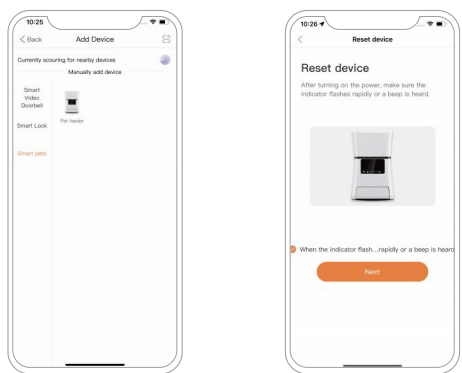 10:25
Back
Add Device
Currently scouring for nearby devices
Manually add device
Smart
Video
Doorbell
Pet feeder
Smart Lock
Smart pets
10:26
Reset device
Reset device
After turning on the power, make sure the
indicator flashes rapidly or a beep is heard.
When the indicator flash...rapidly or a beep is heard
Next